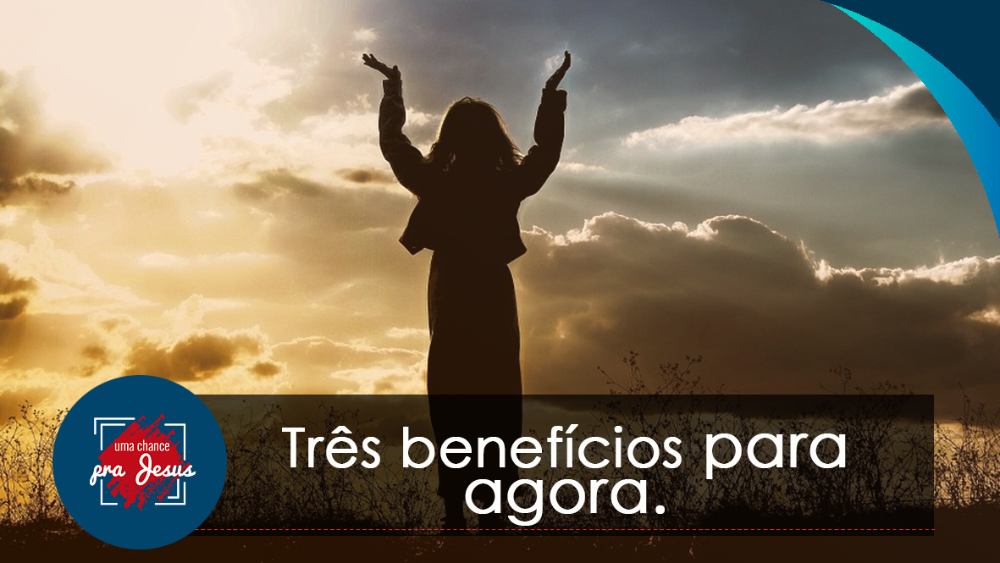 uma chance
pra Jesus
Três benefícios para
agora.